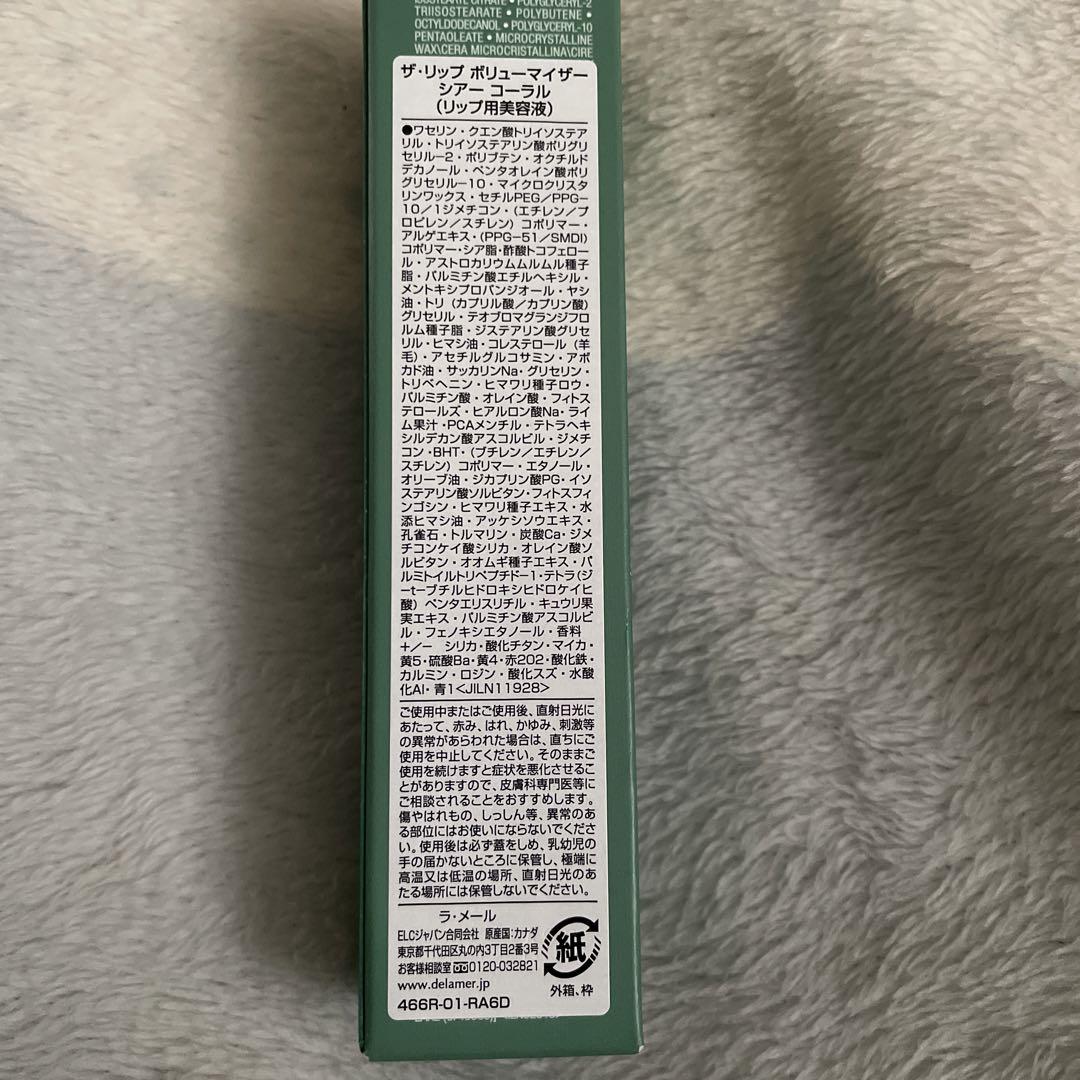 ISOSTEARYL CITRATE • POLYGLYCERYL-2
TRIISOSTEARATE • POLYBUTENE •
OCTYLDODECANOL • POLYGLYCERYL-10
PENTAOLEATE • MICROCRYSTALLINE
WAX\CERA MICROCRISTALLINA\CIRE
ザ・リップ ボリューマイザー
シアー コーラル
(リップ用美容液)
●ワセリン・クエン酸トリイソステア
リル・トリイソステアリン酸ポリグリ
セリル-2・ポリブテン・オクチルド
デカノール・ペンタオレイン酸ポリ
グリセリル-10・マイクロクリスタ
リンワックス・セチルPEG/PPG-
10/1ジメチコン・(エチレン/プ
ロピレン/スチレン) コポリマー・
アルゲエキス・(PPG-51/SMDI)
コポリマー・シア脂・酢酸トコフェロー
ル・アストロカリウムムルムル種子
脂・パルミチン酸エチルヘキシル・
メントキシプロパンジオール・ヤシ
油・トリ (カプリル酸/カプリン酸)
グリセリル・テオブロマグランジフロ
ルム種子脂・ジステアリン酸グリセ
リル・ヒマシ油・コレステロール (羊
毛)・アセチルグルコサミン・アボ
カド油・サッカリンNa・グリセリン・
トリベヘニン・ヒマワリ種子ロウ・
パルミチン酸・オレイン酸・フィトス
テロールズ・ヒアルロン酸Na・ライ
ム果汁・PCAメンチル・テトラヘキ
シルデカン酸アスコルビル・ジメチ
コン・BHT・(ブチレン/エチレン/
スチレン) コポリマー・エタノール・
オリーブ油・ジカプリン酸PG・イソ
ステアリン酸ソルビタン・フィトスフィ
ンゴシン・ヒマワリ種子エキス・水
添ヒマシ油・アッケシソウエキス・
孔雀石・トルマリン・炭酸Ca・ジメ
チコンケイ酸シリカ・オレイン酸ソ
ルビタン・オオムギ種子エキス・パ
ルミトイルトリペプチド-1・テトラ(ジ
-t-ブチルヒドロキシヒドロケイヒ
酸) ペンタエリスリチル・キュウリ果
実エキス・パルミチン酸アスコルビ
ル・フェノキシエタノール・香料
+/- シリカ・酸化チタン・マイカ・
黄5・硫酸Ba・黄4・赤202・酸化鉄・
カルミン・ロジン・酸化スズ・水酸
化Al・青1<JILN11928>
ご使用中またはご使用後、直射日光に
あたって、赤み、はれ、かゆみ、刺激等
の異常があらわれた場合は、直ちにご
使用を中止してください。そのままご
使用を続けますと症状を悪化させるこ
とがありますので、皮膚科専門医等に
ご相談されることをおすすめします。
傷やはれもの、しっしん等、異常のあ
る部位にはお使いにならないでくださ
い。使用後は必ず蓋をしめ、乳幼児の
手の届かないところに保管し、極端に
高温又は低温の場所、直射日光のあ
たる場所には保管しないでください。
ラ・メール
ELCジャパン合同会社 原産国:カナダ
東京都千代田区丸の内3丁目2番3号
お客様相談室 0120-032821
www.delamer.jp
466R-01-RA6D
紙
外箱、枠